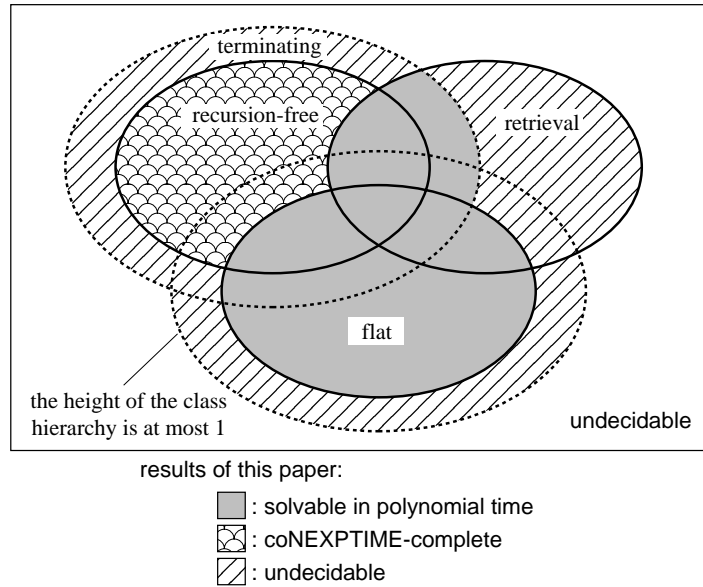 terminating
recursion-free
retrieval
flat
the height of the class
hierarchy is at most 1
undecidable
results of this paper:
: solvable in polynomial time
: coNEXPTIME-complete
: undecidable